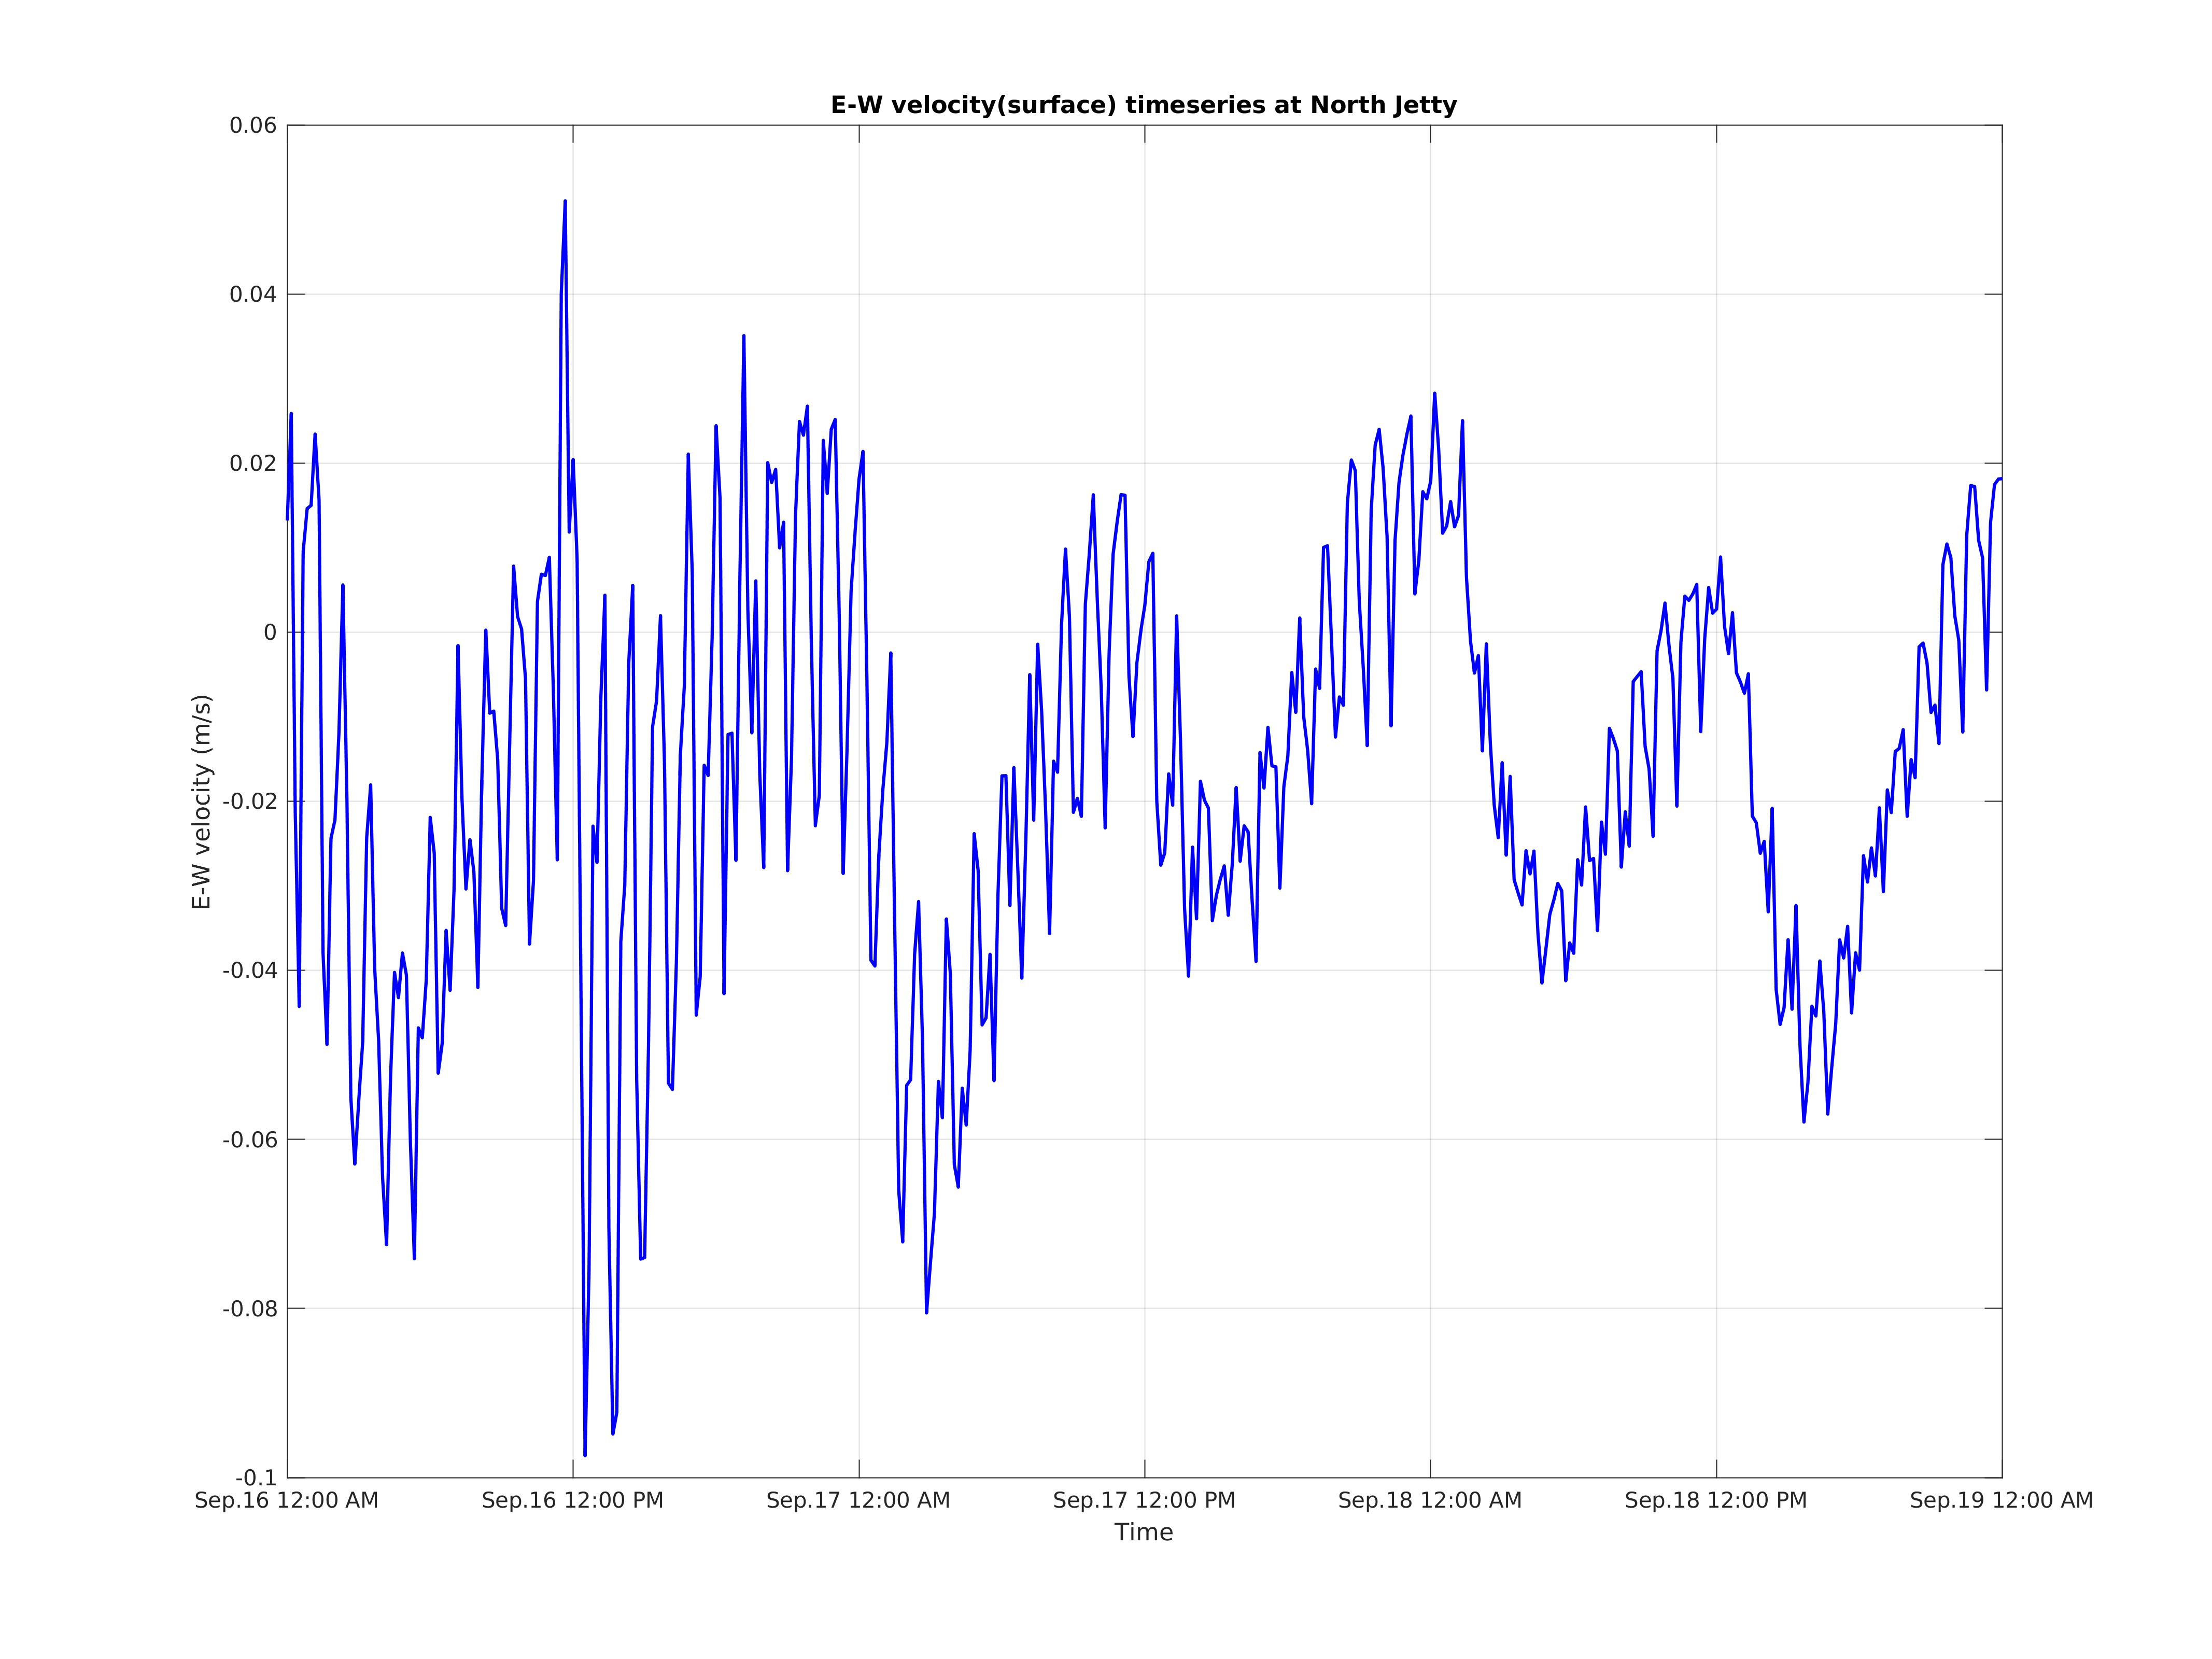 E-W velocity(surface) timeseries at North Jetty
0.06
0.04
0.02
0
-0.02
-0.04
-0.06
-0.08
-0.1
E-W velocity (m/s)
Sep.16 12:00 AM Sep.16 12:00 PM Sep.17 12:00 AM Sep.17 12:00 PM Sep.18 12:00 AM Sep.18 12:00 PM Sep.19 12:00 AM
Time